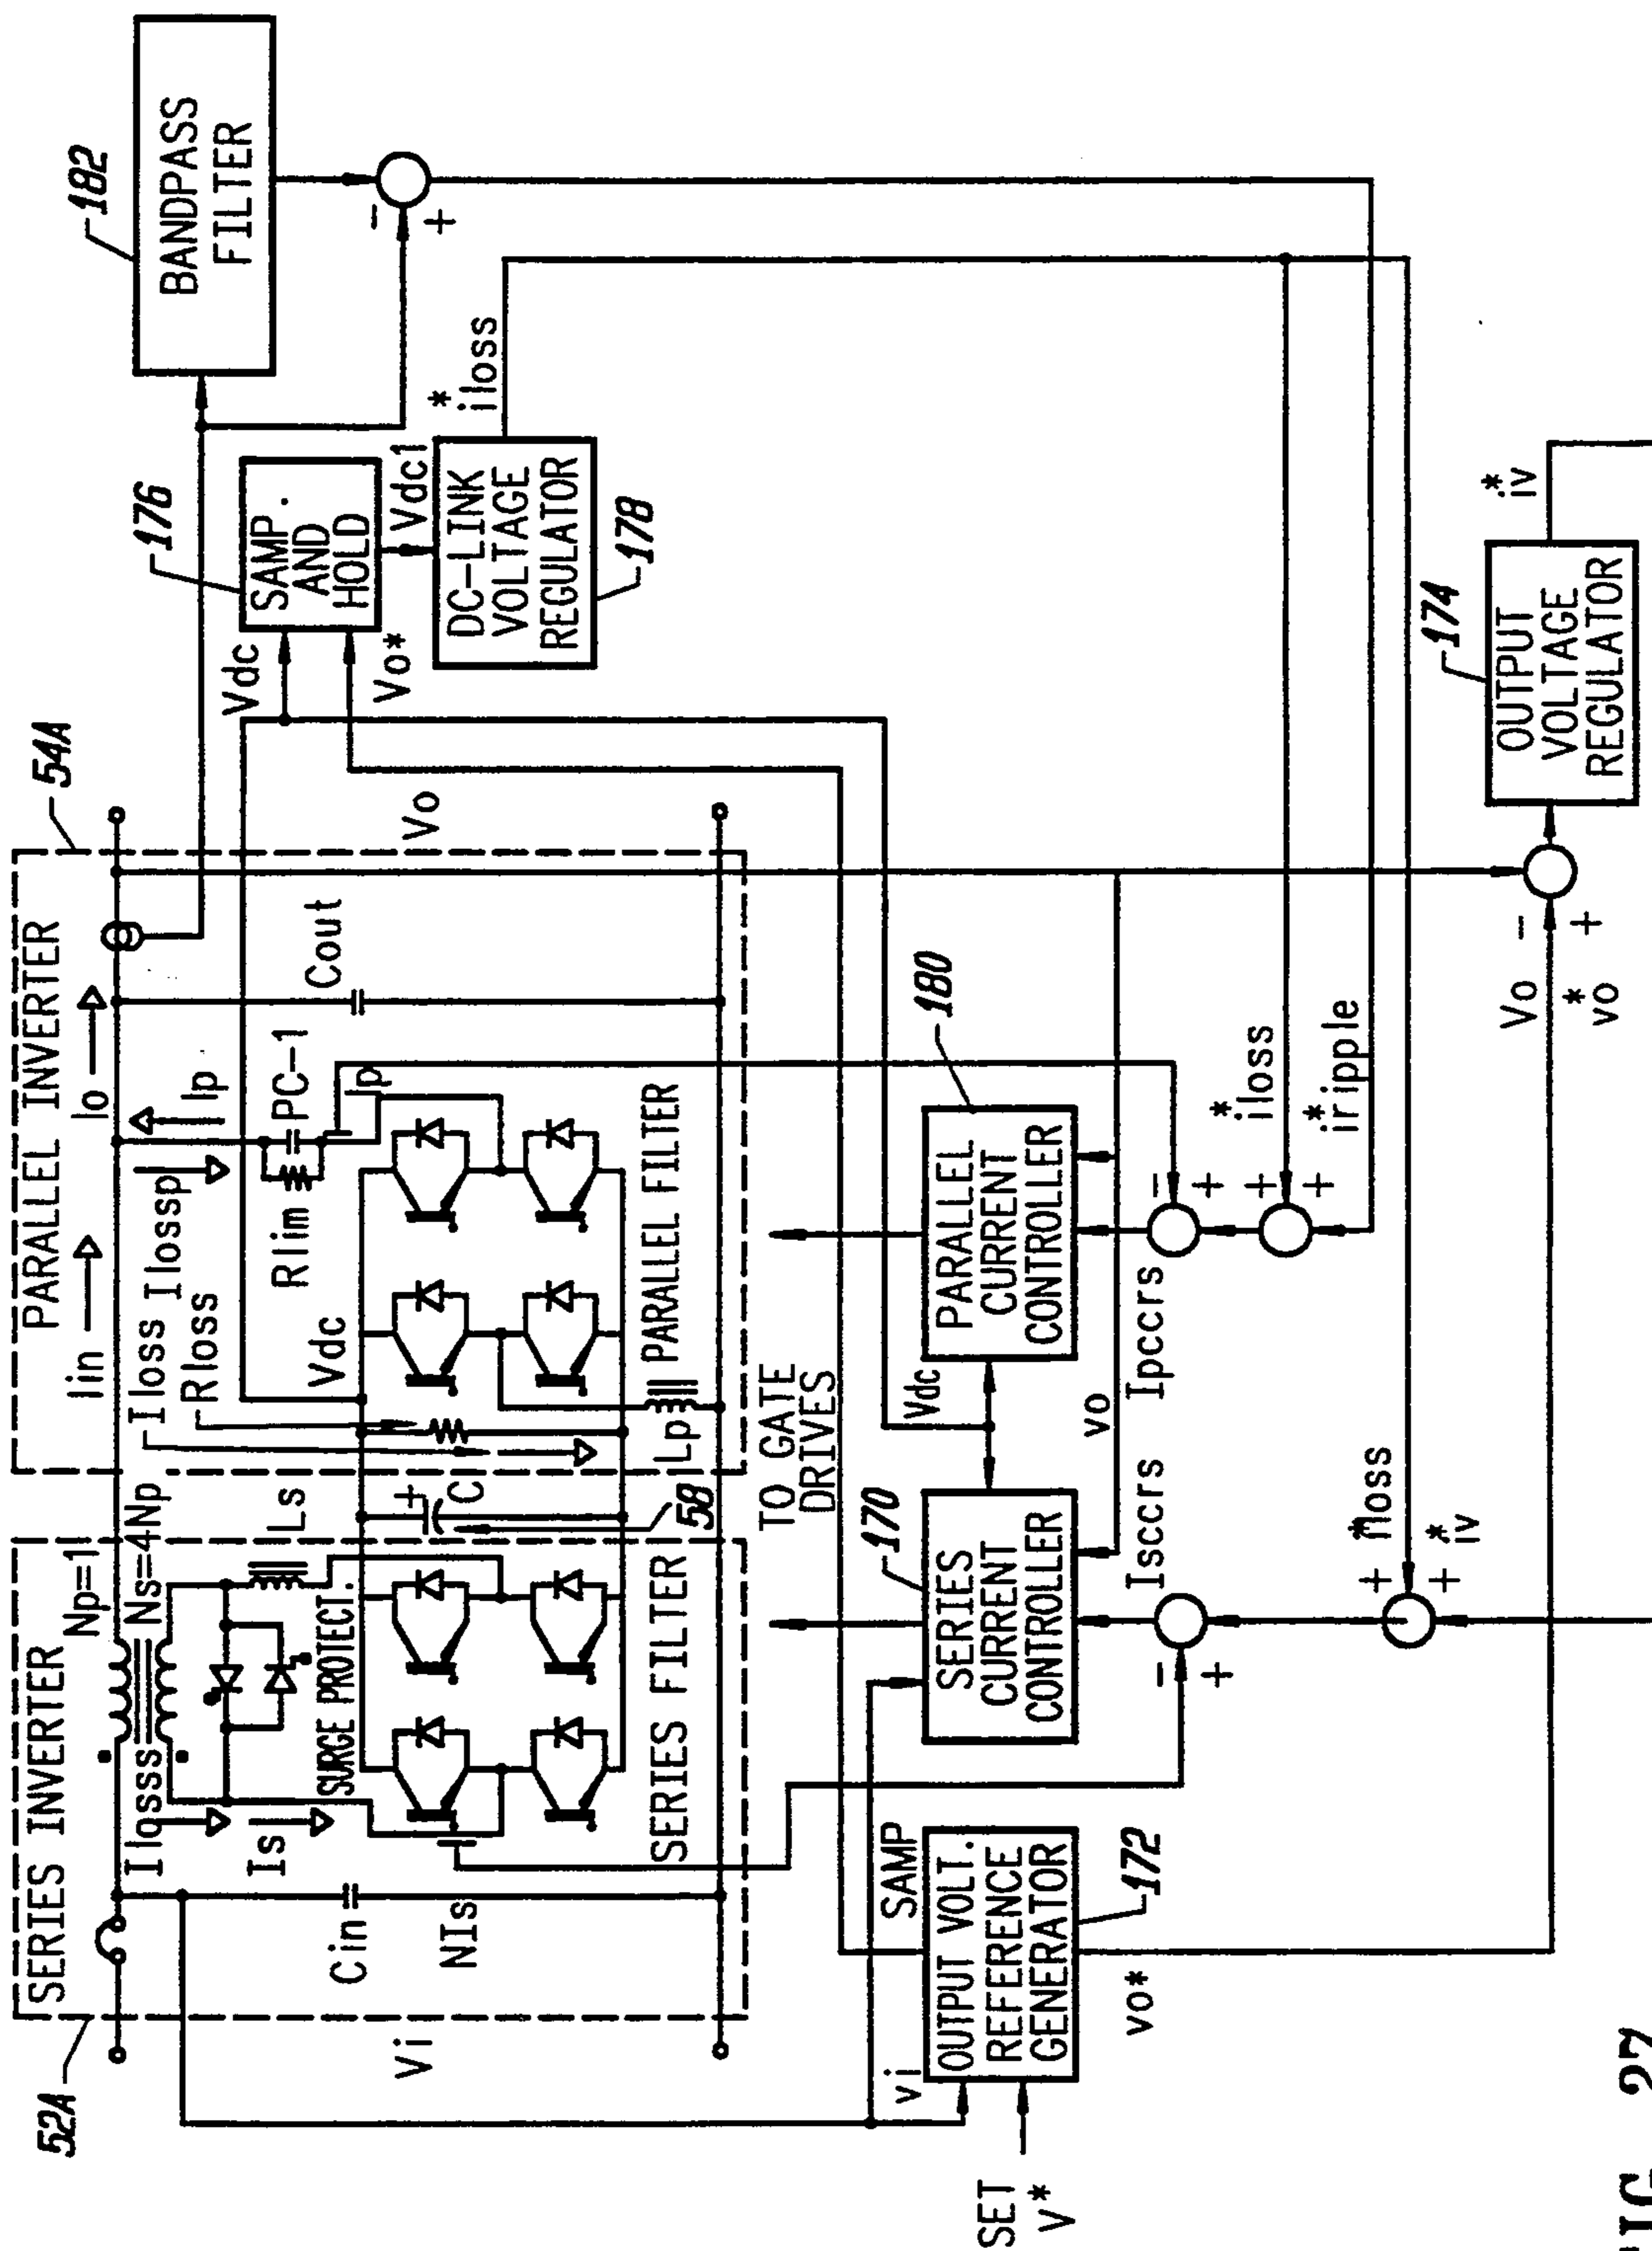 SERIES INVERTER
PARALLEL INVERTER
52A
54A
182
BANDPASS
FILTER
Np=1
Ns=4Np
Iin
Io
Ip
Ilosss
Is
Ls
Iloss
Ilossp
Rloss
Rlim
PC-1
Ip
SURGE PROTECT.
Vdc
Cin
NIs
C
+
58
Cout
Vi
Vo
SERIES FILTER
PARALLEL FILTER
Lp
176
SAMP.
AND
HOLD
Vdc
Vo*
Vdc1
DC-LINK
VOLTAGE
REGULATOR
178
*
iloss
-
+
TO GATE
DRIVES
SAMP
vi
OUTPUT VOLT.
REFERENCE
GENERATOR
172
vo*
SET
V*
170
SERIES
CURRENT
CONTROLLER
Vdc
180
PARALLEL
CURRENT
CONTROLLER
vo
Isccrs
-
+
Ipccrs
-
+
+
+
*
iloss
*
iripple
*
iloss
+
+
*
iv
Vo
-
*
vo
+
174
OUTPUT
VOLTAGE
REGULATOR
*
iv
27